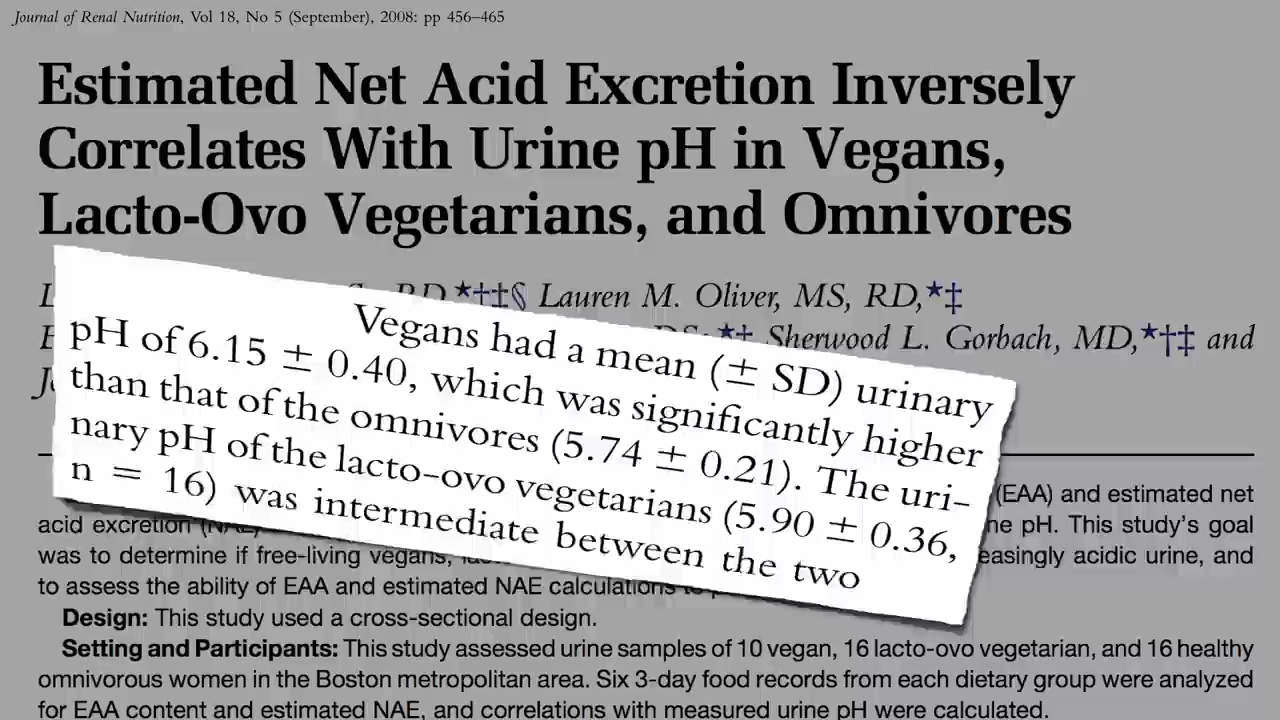 Journal of Renal Nutrition, Vol 18, No 5 (September), 2008: pp 456–465
Estimated Net Acid Excretion Inversely
Correlates With Urine pH in Vegans,
Lacto-Ovo Vegetarians, and Omnivores
RD,★†‡§ Lauren M. Oliver, MS, RD,★‡
★‡ Sherwood L. Gorbach, MD,★†‡ and
Vegans had a mean (± SD) urinary
pH of 6.15 ± 0.40, which was significantly higher
than that of the omnivores (5.74 ± 0.21). The uri-
nary pH of the lacto-ovo vegetarians (5.90 ± 0.36,
n = 16) was intermediate between the two
(EAA) and estimated net
acid excretion pH. This study's goal
was to determine if free-living vegans, acidic urine, and
to assess the ability of EAA and estimated NAE calculations
Design: This study used a cross-sectional design.
Setting and Participants: This study assessed urine samples of 10 vegan, 16 lacto-ovo vegetarian, and 16 healthy
omnivorous women in the Boston metropolitan area. Six 3-day food records from each dietary group were analyzed
for EAA content and estimated NAE, and correlations with measured urine pH were calculated.